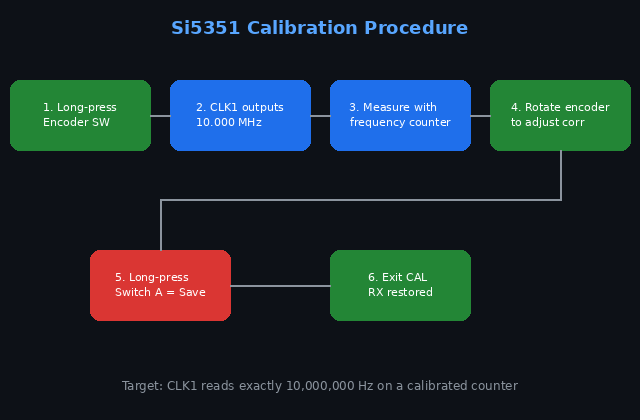 Si5351 Calibration Procedure
1. Long-press
Encoder SW
2. CLK1 outputs
10.000 MHz
3. Measure with
frequency counter
4. Rotate encoder
to adjust corr
5. Long-press
Switch A = Save
6. Exit CAL
RX restored
Target: CLK1 reads exactly 10,000,000 Hz on a calibrated counter